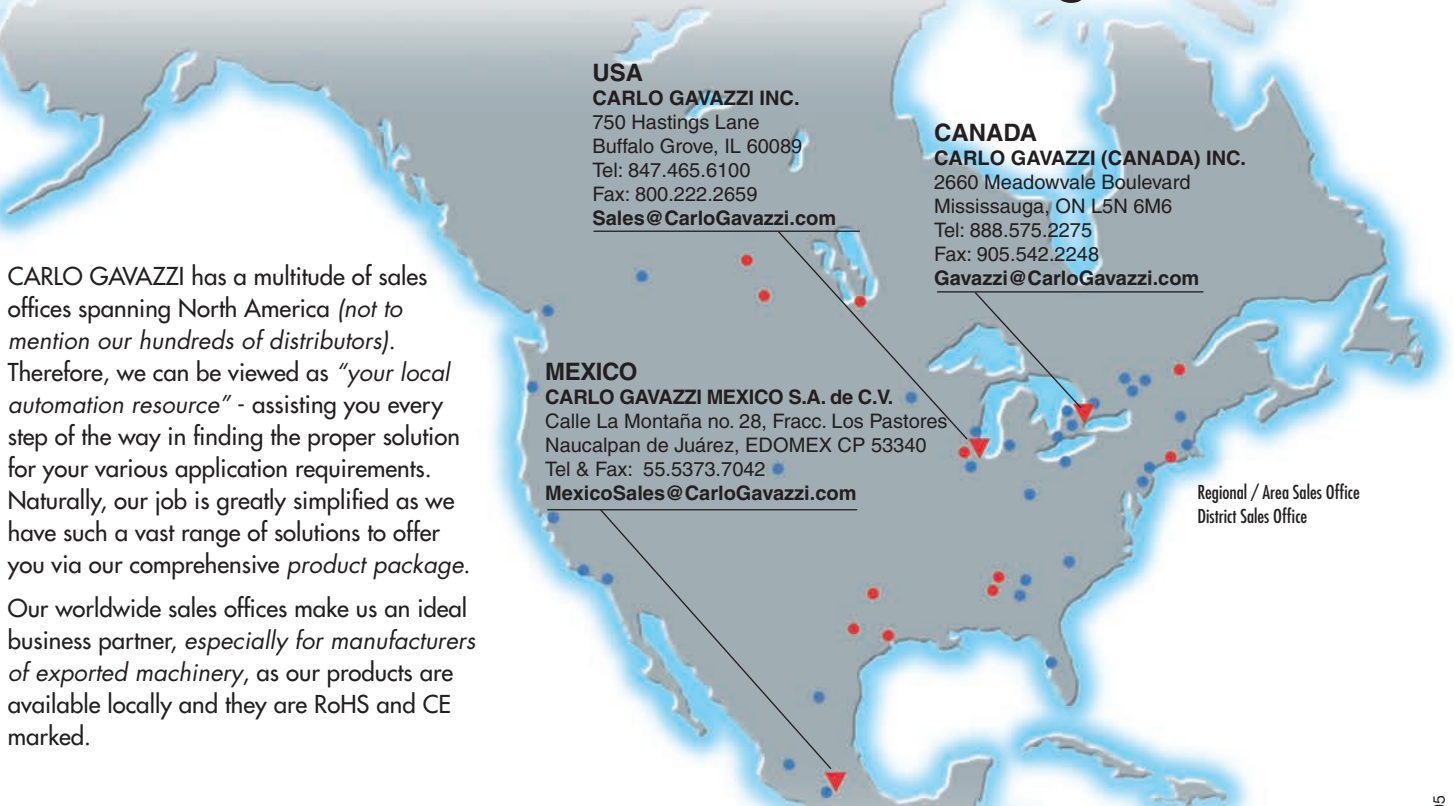 USA
CARLO GAVAZZI INC.
750 Hastings Lane
Buffalo Grove, IL 60089
Tel: 847.465.6100
Fax: 800.222.2659
Sales@CarloGavazzi.com
CANADA
CARLO GAVAZZI (CANADA) INC.
2660 Meadowvale Boulevard
Mississauga, ON L5N 6M6
Tel: 888.575.2275
Fax: 905.542.2248
Gavazzi@CarloGavazzi.com
CARLO GAVAZZI has a multitude of sales
offices spanning North America (not to
mention our hundreds of distributors).
Therefore, we can be viewed as "your local
automation resource" - assisting you every
step of the way in finding the proper solution
for your various application requirements.
Naturally, our job is greatly simplified as we
have such a vast range of solutions to offer
you via our comprehensive product package.
Our worldwide sales offices make us an ideal
business partner, especially for manufacturers
of exported machinery, as our products are
available locally and they are RoHS and CE
marked.
MEXICO
CARLO GAVAZZI MEXICO S.A. de C.V.
Calle La Montaña no. 28, Fracc. Los Pastores
Naucalpan de Juárez, EDOMEX CP 53340
Tel & Fax: 55.5373.7042
MexicoSales@CarloGavazzi.com
Regional / Area Sales Office
District Sales Office